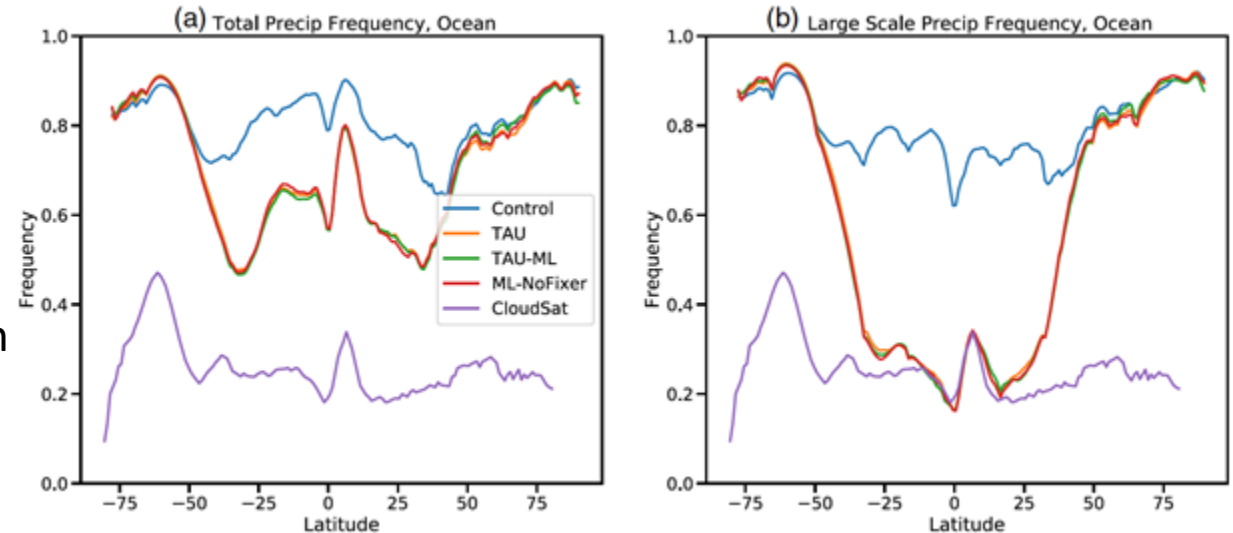 (a) Total Precip Frequency, Ocean
1.0
0.8
0.6
0.4
0.2
0.0
Frequency
−75 −50 −25 0 25 50 75
Latitude
Control
TAU
TAU-ML
ML-NoFixer
CloudSat
n
(b) Large Scale Precip Frequency, Ocean
1.0
0.8
0.6
0.4
0.2
0.0
Frequency
−75 −50 −25 0 25 50 75
Latitude